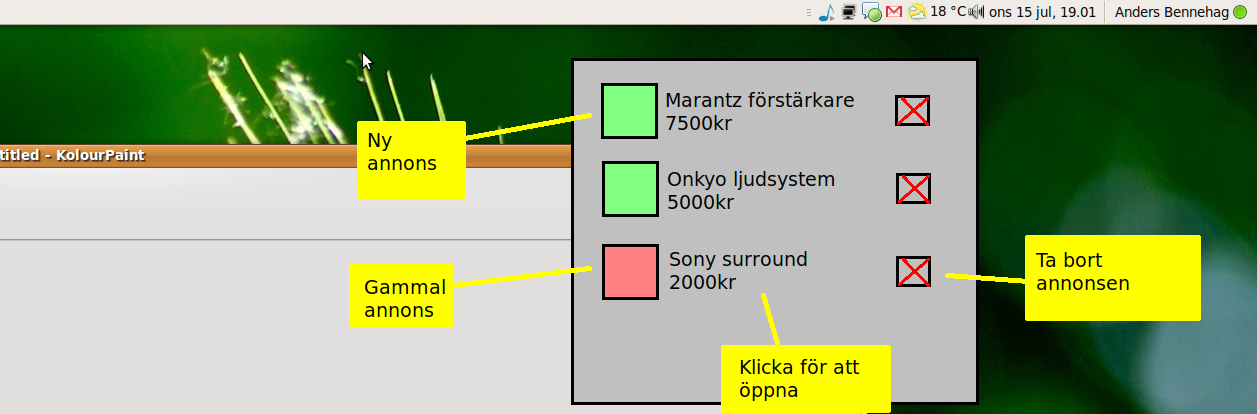 18 °C ons 15 jul, 19.01 Anders Bennehag
titled - KolourPaint
Ny
annons
Marantz förstärkare
7500kr
Onkyo ljudsystem
5000kr
Gammal
annons
Sony surround
2000kr
Ta bort
annonsen
Klicka för att
öppna